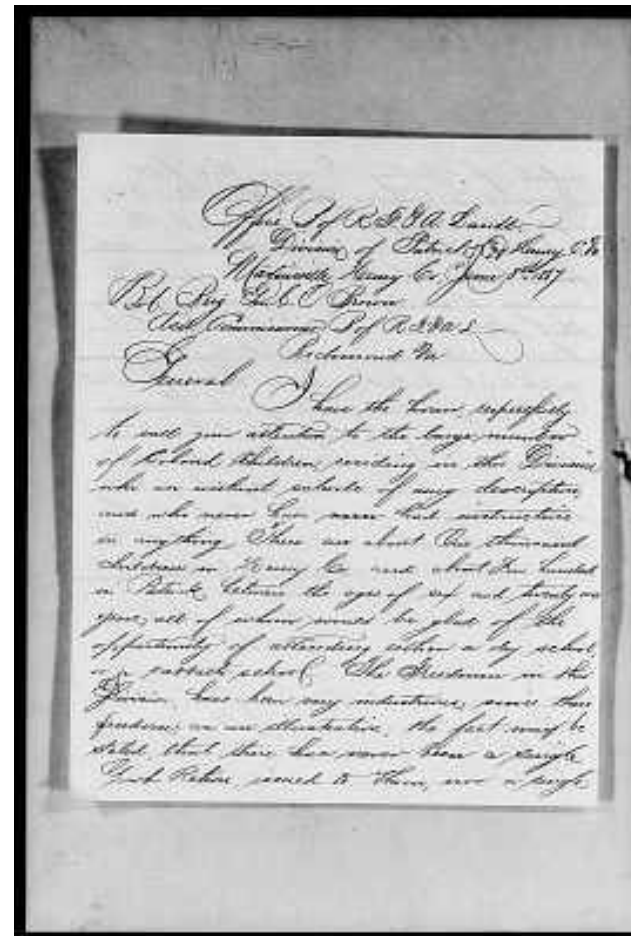 Office B of R F & A Lands
Division of Patrick & Henry Co Va
Martinsville Henry Co. June 8th 1867
Bvt Brig Gen O Brown
Asst Commissioner B of R F & A L
Richmond Va
General I have the honor, respectfully
to call your attention to the large number
of Colored Children, residing in this Division
who are without schools of any description
and who never have had instruction
in anything. There are about One thousand
children in Henry Co and about Five hundred
in Patrick, between the ages of six and twenty one
years, all of whom would be glad of the
opportunity of attending either a day school,
or a sabbath school. The Freedmen in this
Division, have been very industrious, since their
freedom; as an illustration, the fact may be
stated, that there has never been a single
Ration, issued to them, nor a single